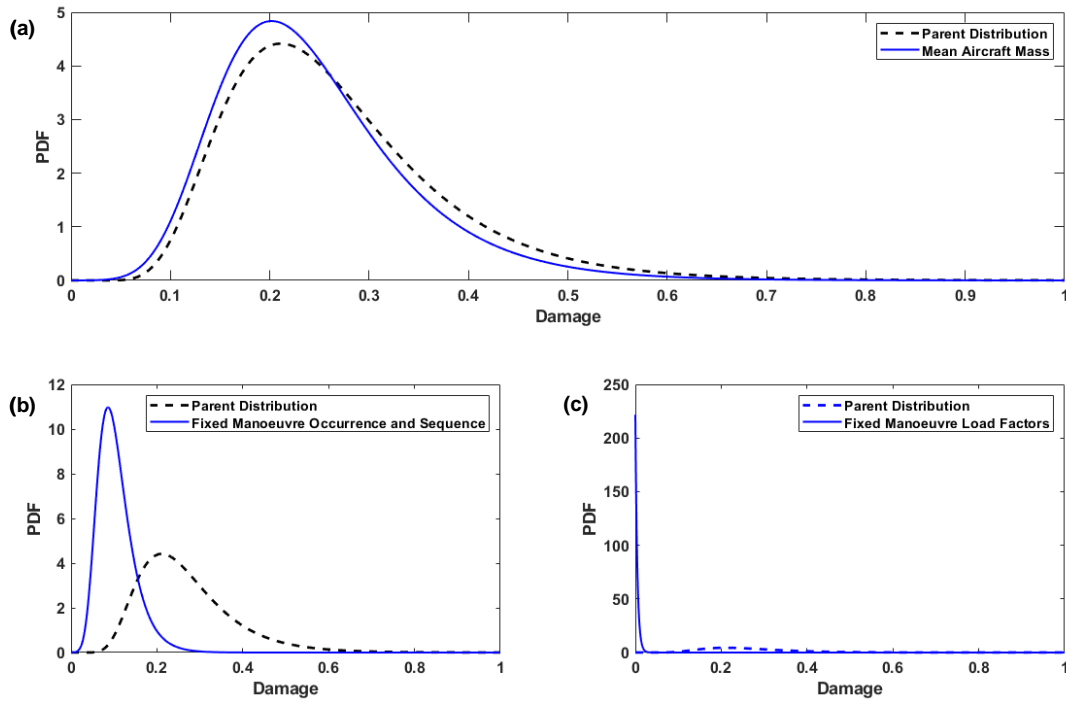 (a)
5
4
3
2
1
0
PDF
Parent Distribution
Mean Aircraft Mass
0 0.1 0.2 0.3 0.4 0.5 0.6 0.7 0.8 0.9 1
Damage
(b)
12
10
8
6
4
2
0
PDF
Parent Distribution
Fixed Manoeuvre Occurrence and Sequence
0 0.2 0.4 0.6 0.8 1
Damage
(c)
250
200
150
100
50
0
PDF
Parent Distribution
Fixed Manoeuvre Load Factors
0 0.2 0.4 0.6 0.8 1
Damage